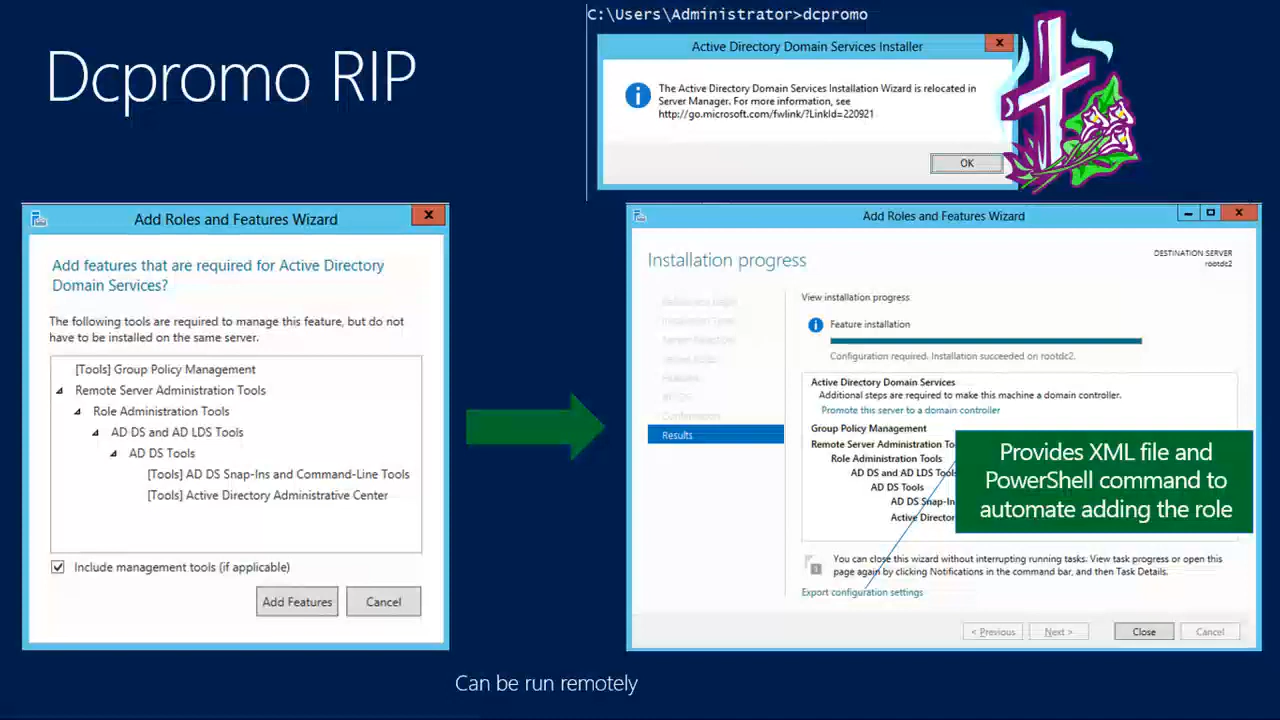 C:\Users\Administrator>dcpromo
Dcpromo RIP
Active Directory Domain Services Installer
The Active Directory Domain Services Installation Wizard is relocated in
Server Manager. For more information, see
http://go.microsoft.com/fwlink/?LinkId=220921
OK
Add Roles and Features Wizard
Add features that are required for Active Directory
Domain Services?
The following tools are required to manage this feature, but do not
have to be installed on the same server.
[Tools] Group Policy Management
Remote Server Administration Tools
Role Administration Tools
AD DS and AD LDS Tools
AD DS Tools
[Tools] AD DS Snap-Ins and Command-Line Tools
[Tools] Active Directory Administrative Center
Include management tools (if applicable)
Add Features
Cancel
Add Roles and Features Wizard
Installation progress
DESTINATION SERVER
rootdc2
Results
View installation progress
Feature installation
Configuration required. Installation succeeded on rootdc2.
Active Directory Domain Services
Additional steps are required to make this machine a domain controller.
Promote this server to a domain controller
Group Policy Management
Remote Server Administration
Role Administration Tools
AD DS and AD LDS Tools
AD DS Tools
AD DS
Active
Provides XML file and
PowerShell command to
automate adding the role
You can close this wizard without interrupting running tasks. View task progress or open this
page again by clicking Notifications in the command bar, and then Task Details.
Export configuration settings
< Previous
Next >
Close
Cancel
Can be run remotely